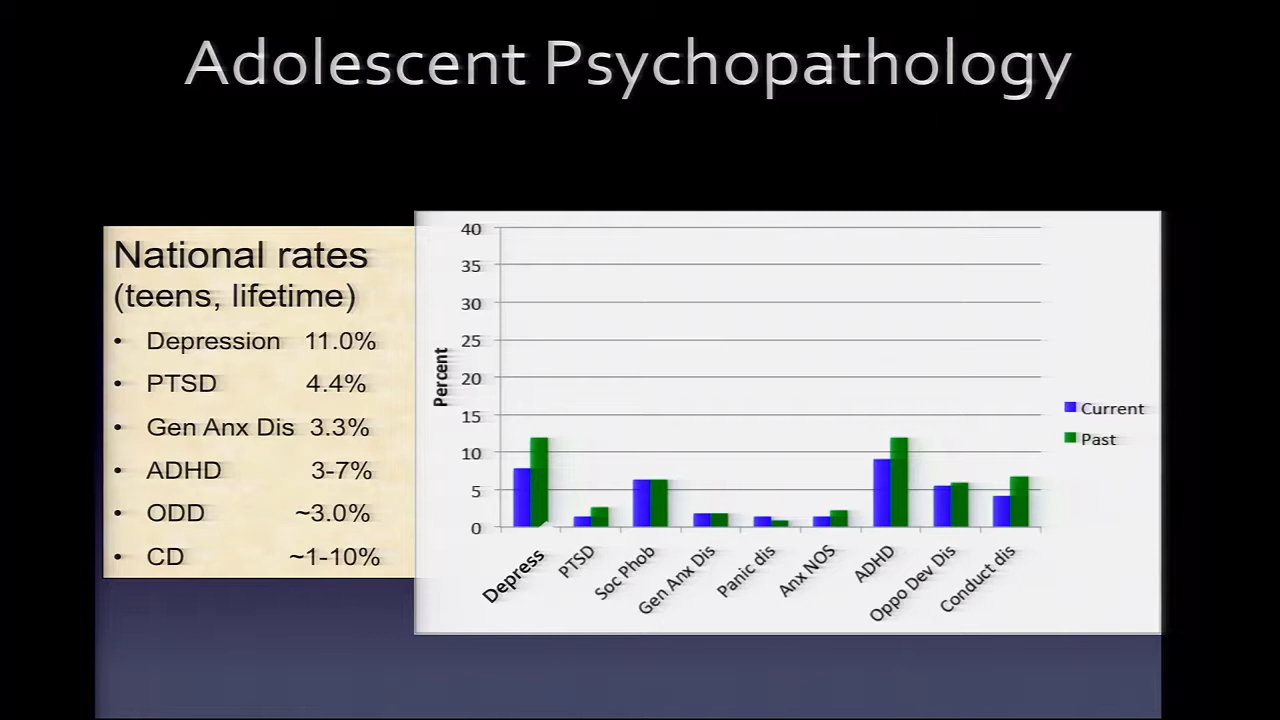 Adolescent Psychopathology
National rates
(teens, lifetime)
• Depression 11.0%
• PTSD 4.4%
• Gen Anx Dis 3.3%
• ADHD 3-7%
• ODD ~3.0%
• CD ~1-10%
Percent
40
35
30
25
20
15
10
5
0
Depress
PTSD
Soc Phob
Gen Anx Dis
Panic dis
Anx NOS
ADHD
Oppo Dev Dis
Conduct dis
Current
Past